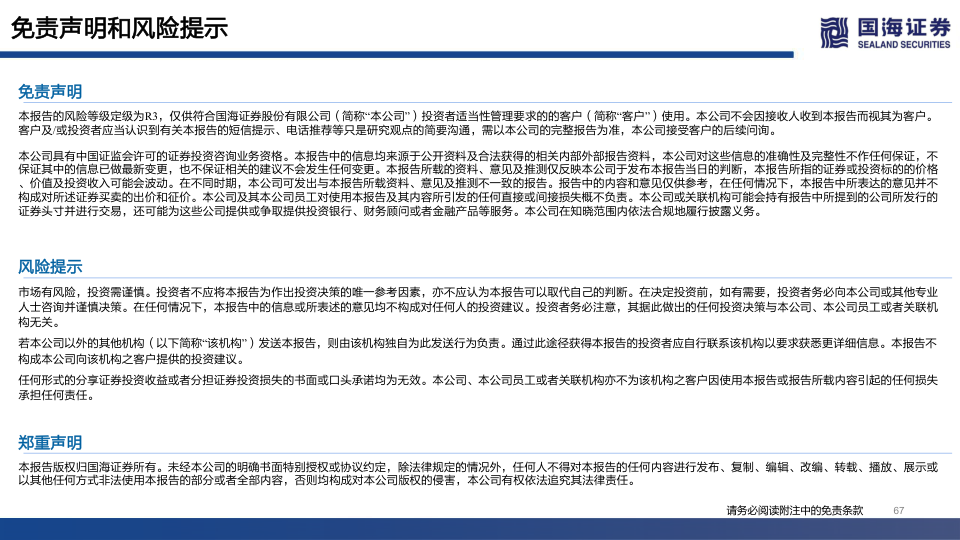 免责声明和风险提示
国海证券
SEALAND SECURITIES
免责声明
本报告的风险等级定级为R3，仅供符合国海证券股份有限公司（简称“本公司”）投资者适当性管理要求的的客户（简称“客户”）使用。本公司不会因接收人收到本报告而视其为客户。
客户及/或投资者应当认识到有关本报告的短信提示、电话推荐等只是研究观点的简要沟通，需以本公司的完整报告为准，本公司接受客户的后续问询。
本公司具有中国证监会许可的证券投资咨询业务资格。本报告中的信息均来源于公开资料及合法获得的相关内部外部报告资料，本公司对这些信息的准确性及完整性不作任何保证，不
保证其中的信息已做最新变更，也不保证相关的建议不会发生任何变更。本报告所载的资料、意见及推测仅反映本公司于发布本报告当日的判断，本报告所指的证券或投资标的的价格
、价值及投资收入可能会波动。在不同时期，本公司可发出与本报告所载资料、意见及推测不一致的报告。报告中的内容和意见仅供参考，在任何情况下，本报告中所表达的意见并不
构成对所述证券买卖的出价和征价。本公司及其本公司员工对使用本报告及其内容所引发的任何直接或间接损失概不负责。本公司或关联机构可能会持有报告中所提到的公司所发行的
证券头寸并进行交易，还可能为这些公司提供或争取提供投资银行、财务顾问或者金融产品等服务。本公司在知晓范围内依法合规地履行披露义务。
风险提示
市场有风险，投资需谨慎。投资者不应将本报告为作出投资决策的唯一参考因素，亦不应认为本报告可以取代自己的判断。在决定投资前，如有需要，投资者务必向本公司或其他专业
人士咨询并谨慎决策。在任何情况下，本报告中的信息或所表述的意见均不构成对任何人的投资建议。投资者务必注意，其据此做出的任何投资决策与本公司、本公司员工或者关联机
构无关。
若本公司以外的其他机构（以下简称“该机构”）发送本报告，则由该机构独自为此发送行为负责。通过此途径获得本报告的投资者应自行联系该机构以要求获悉更详细信息。本报告不
构成本公司向该机构之客户提供的投资建议。
任何形式的分享证券投资收益或者分担证券投资损失的书面或口头承诺均为无效。本公司、本公司员工或者关联机构亦不为该机构之客户因使用本报告或报告所载内容引起的任何损失
承担任何责任。
郑重声明
本报告版权归国海证券所有。未经本公司的明确书面特别授权或协议约定，除法律规定的情况外，任何人不得对本报告的任何内容进行发布、复制、编辑、改编、转载、播放、展示或
以其他任何方式非法使用本报告的部分或者全部内容，否则均构成对本公司版权的侵害，本公司有权依法追究其法律责任。
请务必阅读附注中的免责条款
67